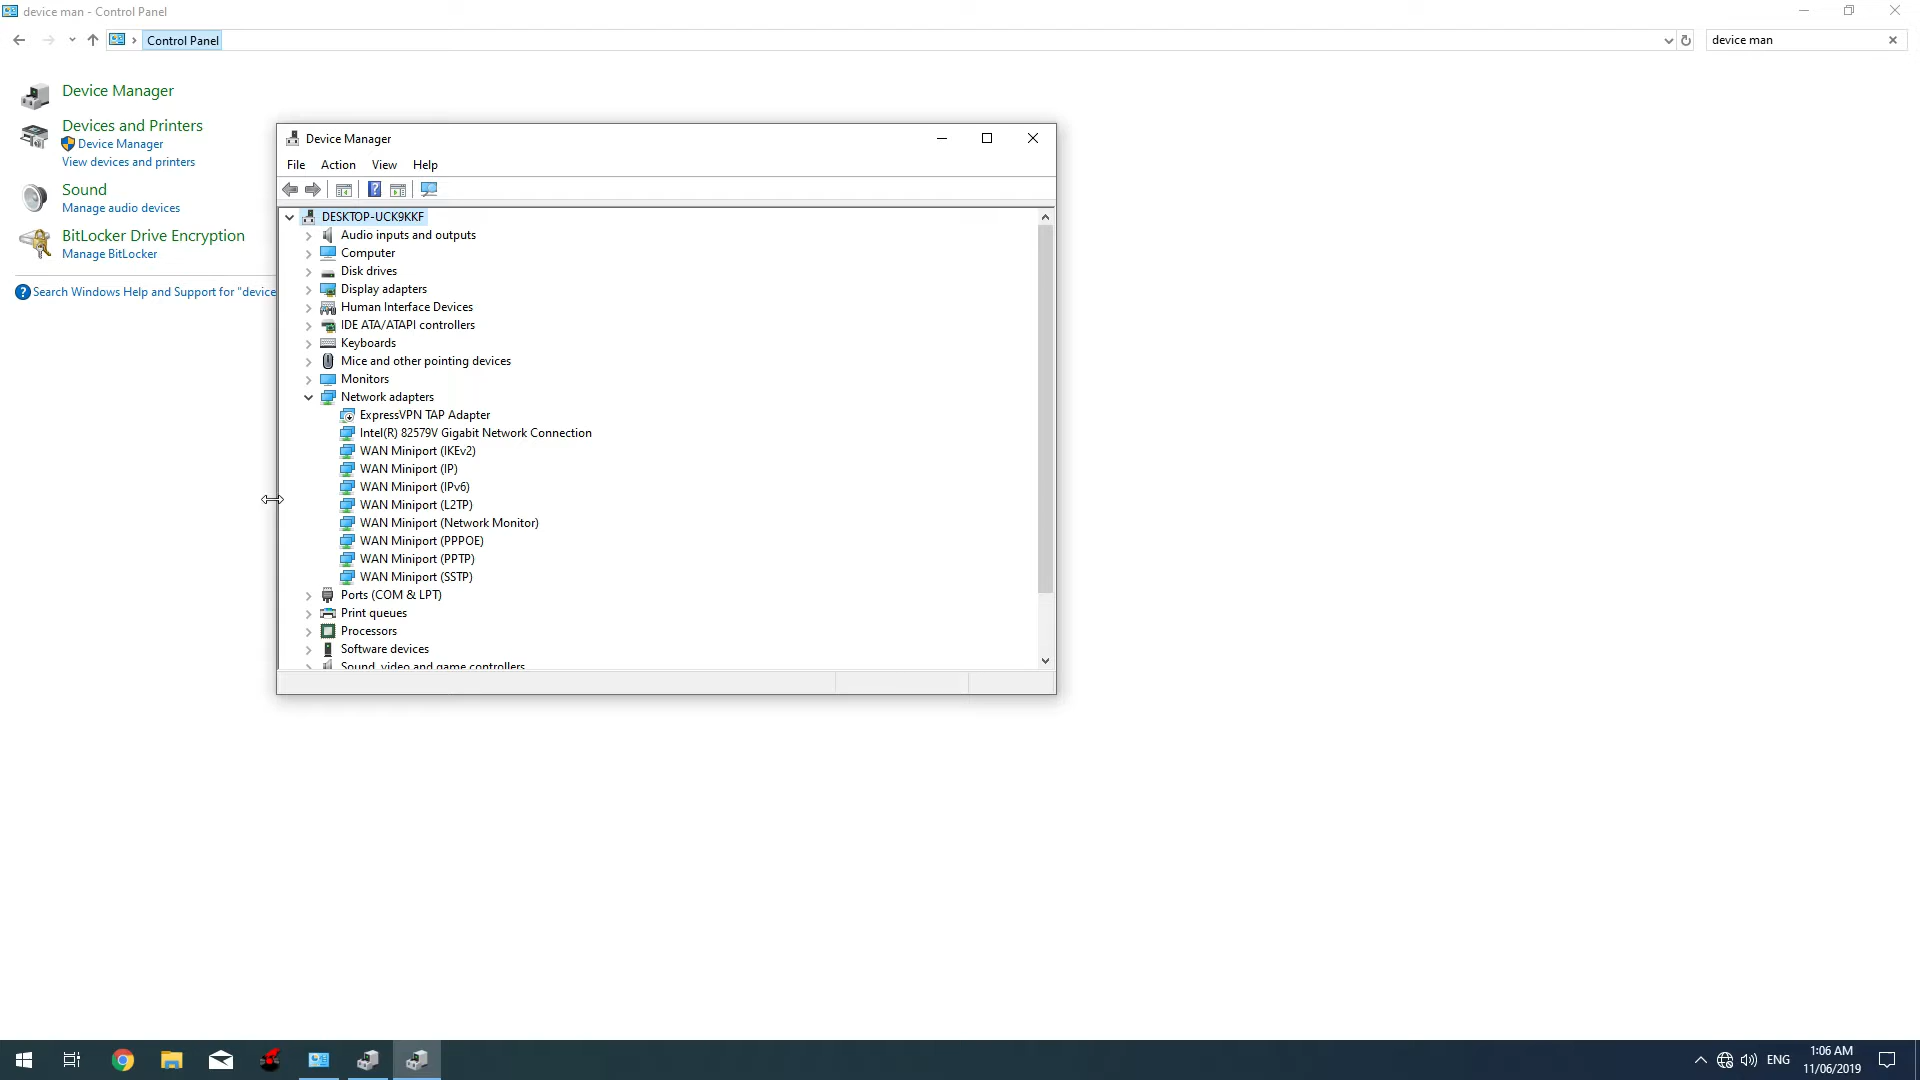 device man - Control Panel
Control Panel
device man
Device Manager
Devices and Printers
Device Manager
View devices and printers
Sound
Manage audio devices
BitLocker Drive Encryption
Manage BitLocker
Search Windows Help and Support for "device
Device Manager
File Action View Help
DESKTOP-UCK9KKF
Audio inputs and outputs
Computer
Disk drives
Display adapters
Human Interface Devices
IDE ATA/ATAPI controllers
Keyboards
Mice and other pointing devices
Monitors
Network adapters
ExpressVPN TAP Adapter
Intel(R) 82579V Gigabit Network Connection
WAN Miniport (IKEv2)
WAN Miniport (IP)
WAN Miniport (IPv6)
WAN Miniport (L2TP)
WAN Miniport (Network Monitor)
WAN Miniport (PPPOE)
WAN Miniport (PPTP)
WAN Miniport (SSTP)
Ports (COM & LPT)
Print queues
Processors
Software devices
Sound, video and game controllers
ENG
1:06 AM
11/06/2019